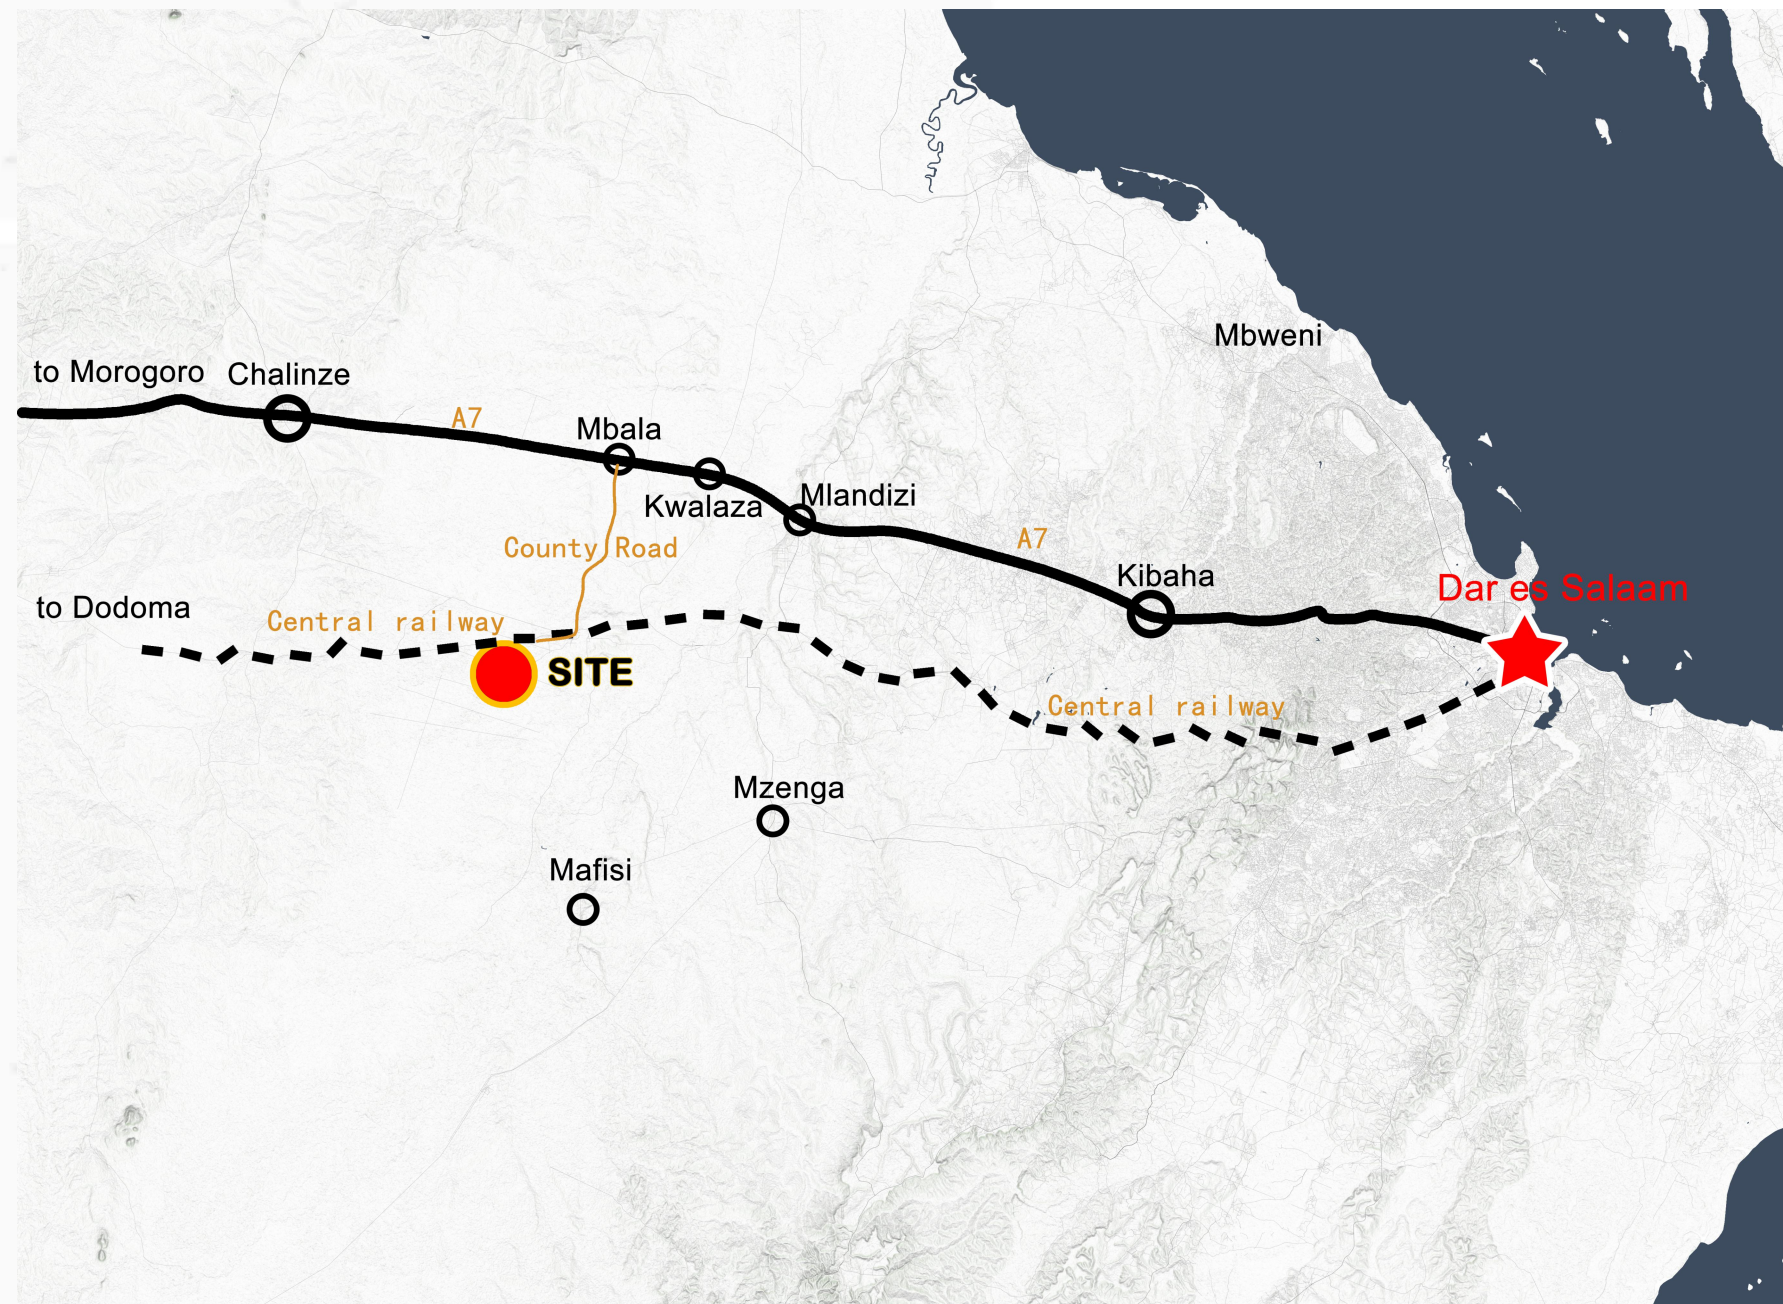 Mbweni
to Morogoro
Chalinze
A7
Mbala
Kwalaza
Mlandizi
County Road
A7
Kibaha
Dar es Salaam
to Dodoma
Central railway
SITE
Central railway
Mzenga
Mafisi